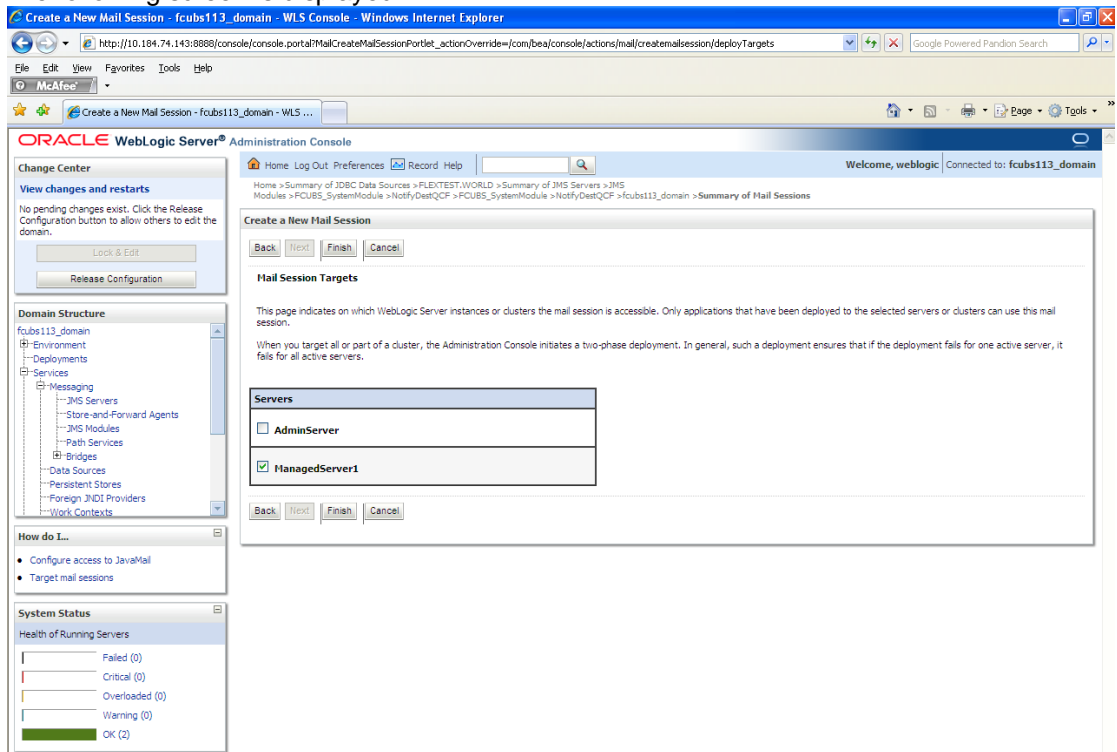 Create a New Mail Session - fcubs113_domain - WLS Console - Windows Internet Explorer
http://10.184.74.143:8888/console/console.portal?MailCreateMailSessionPortlet_actionOverride=/com/bea/console/actions/mail/createmailsession/deployTargets
Google Powered Pandion Search
File Edit View Favorites Tools Help
McAfee
Create a New Mail Session - fcubs113_domain - WLS ...
Page Tools
ORACLE WebLogic Server® Administration Console
Change Center
View changes and restarts
No pending changes exist. Click the Release
Configuration button to allow others to edit the
domain.
Lock & Edit
Release Configuration
Domain Structure
fcubs113_domain
Environment
Deployments
Services
Messaging
JMS Servers
Store-and-Forward Agents
JMS Modules
Path Services
Bridges
Data Sources
Persistent Stores
Foreign JNDI Providers
Work Contexts
How do I...
Configure access to JavaMail
Target mail sessions
System Status
Health of Running Servers
Failed (0)
Critical (0)
Overloaded (0)
Warning (0)
OK (2)
Home Log Out Preferences Record Help
Welcome, weblogic Connected to: fcubs113_domain
Home >Summary of JDBC Data Sources >FLEXTEST.WORLD >Summary of JMS Servers >JMS
Modules >FCUBS_SystemModule >NotifyDestQCF >FCUBS_SystemModule >NotifyDestQCF >fcubs113_domain >Summary of Mail Sessions
Create a New Mail Session
Back Next Finish Cancel
Mail Session Targets
This page indicates on which WebLogic Server instances or clusters the mail session is accessible. Only applications that have been deployed to the selected servers or clusters can use this mail
session.
When you target all or part of a cluster, the Administration Console initiates a two-phase deployment. In general, such a deployment ensures that if the deployment fails for one active server, it
fails for all active servers.
Servers
AdminServer
ManagedServer1
Back Next Finish Cancel